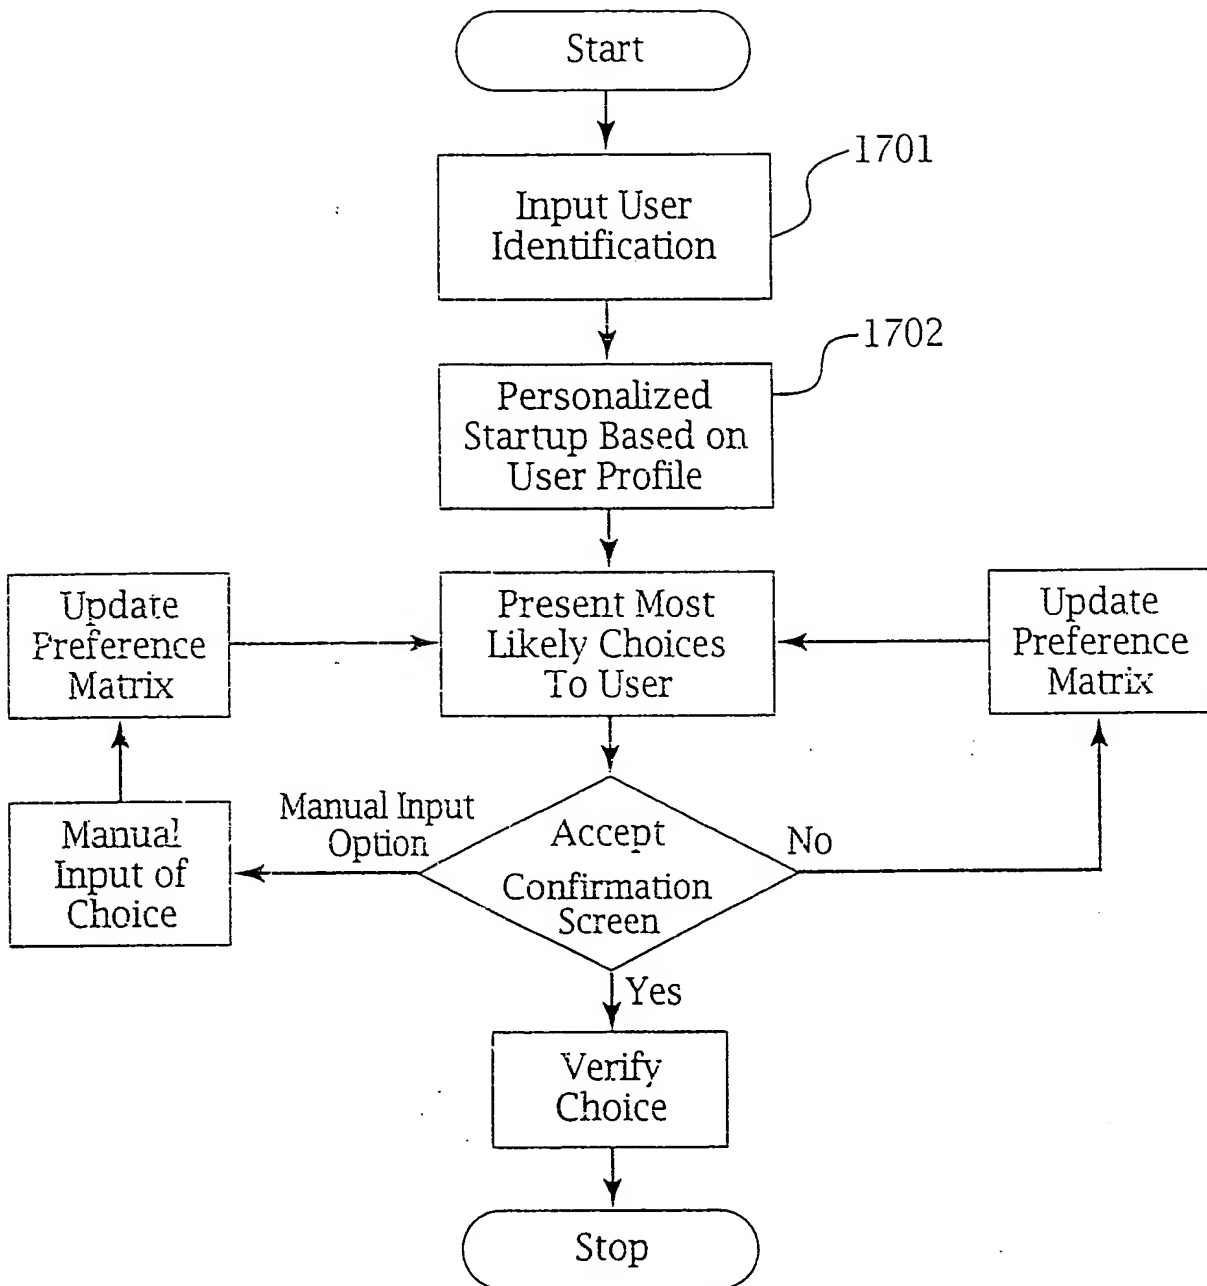 Start
1701
Input User
Identification
1702
Personalized
Startup Based on
User Profile
Update
Preference
Matrix
Present Most
Likely Choices
To User
Update
Preference
Matrix
Manual
Input of
Choice
Manual Input
Option
Accept
Confirmation
Screen
No
Yes
Verify
Choice
Stop